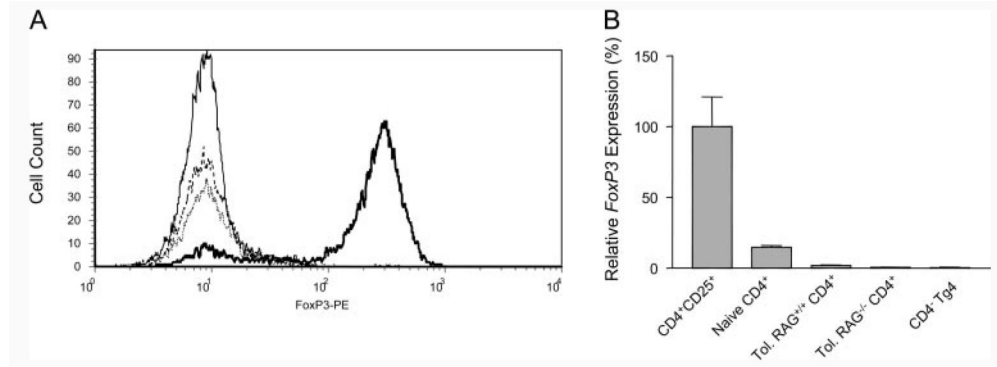 A
90
80
70
60
50
40
30
20
10
0
Cell Count
10⁰
10¹
10²
10³
10⁴
FoxP3-PE
B
150
100
50
0
Relative FoxP3 Expression (%)
CD4⁺CD25⁺
Naive CD4⁺
Tol. RAG⁺/⁺ CD4⁺
Tol. RAG⁻/⁻ CD4⁺
CD4⁻ Tg4